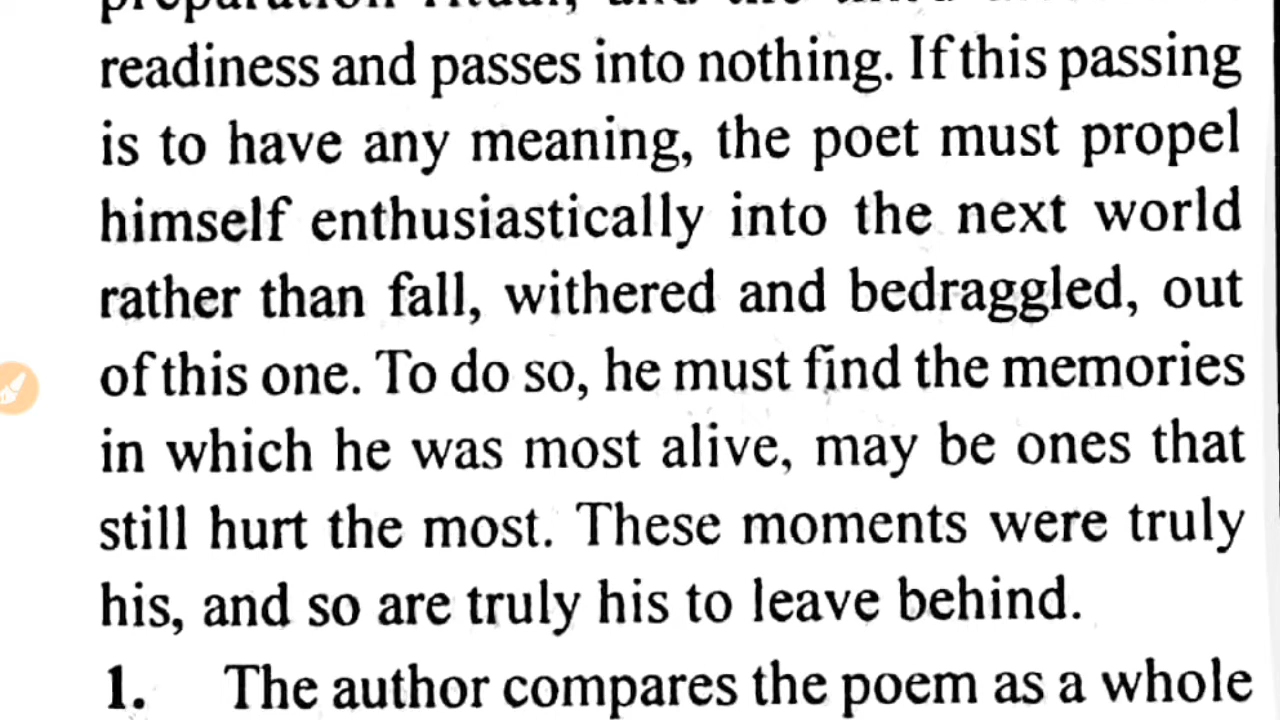 readiness and passes into nothing. If this passing
is to have any meaning, the poet must propel
himself enthusiastically into the next world
rather than fall, withered and bedraggled, out
of this one. To do so, he must find the memories
in which he was most alive, may be ones that
still hurt the most. These moments were truly
his, and so are truly his to leave behind.
1. The author compares the poem as a whole